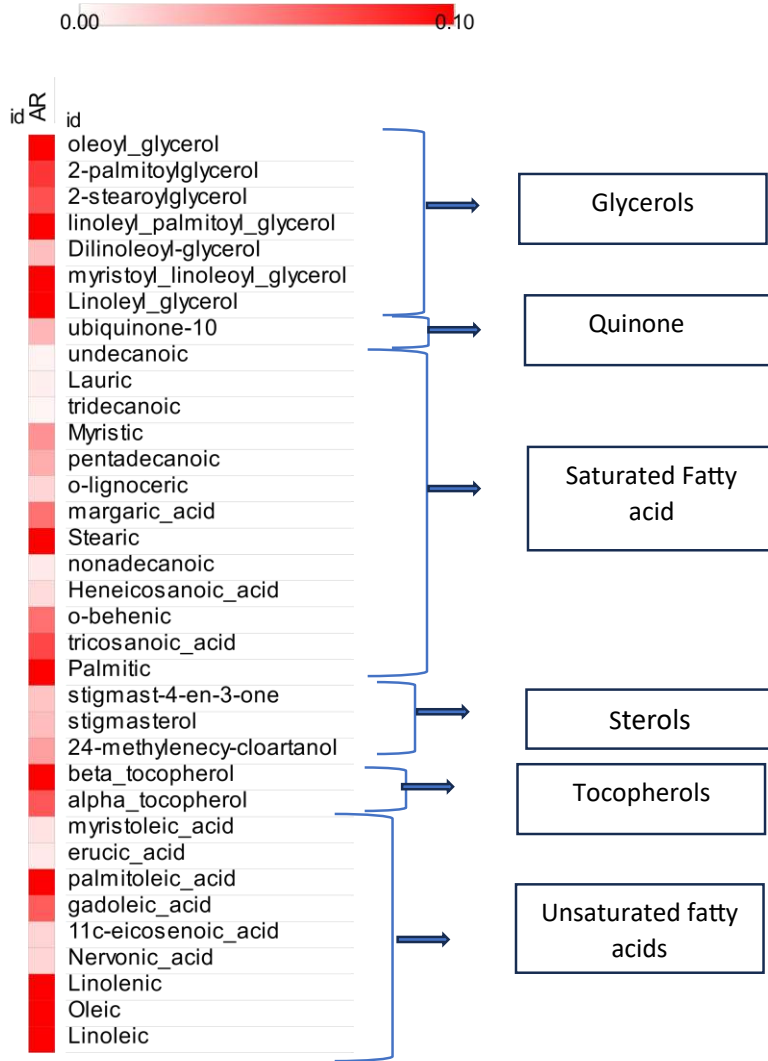 0.00 0.10
id AR id
oleoyl_glycerol
2-palmitoylglycerol
2-stearoylglycerol
linoleyl_palmitoyl_glycerol
Dilinoleoyl-glycerol
myristoyl_linoleoyl_glycerol
Linoleyl_glycerol
ubiquinone-10
undecanoic
Lauric
tridecanoic
Myristic
pentadecanoic
o-lignoceric
margaric_acid
Stearic
nonadecanoic
Heneicosanoic_acid
o-behenic
tricosanoic_acid
Palmitic
stigmast-4-en-3-one
stigmasterol
24-methylenecy-cloartanol
beta_tocopherol
alpha_tocopherol
myristoleic_acid
erucic_acid
palmitoleic_acid
gadoleic_acid
11c-eicosenoic_acid
Nervonic_acid
Linolenic
Oleic
Linoleic
Glycerols
Quinone
Saturated Fatty
acid
Sterols
Tocopherols
Unsaturated fatty
acids